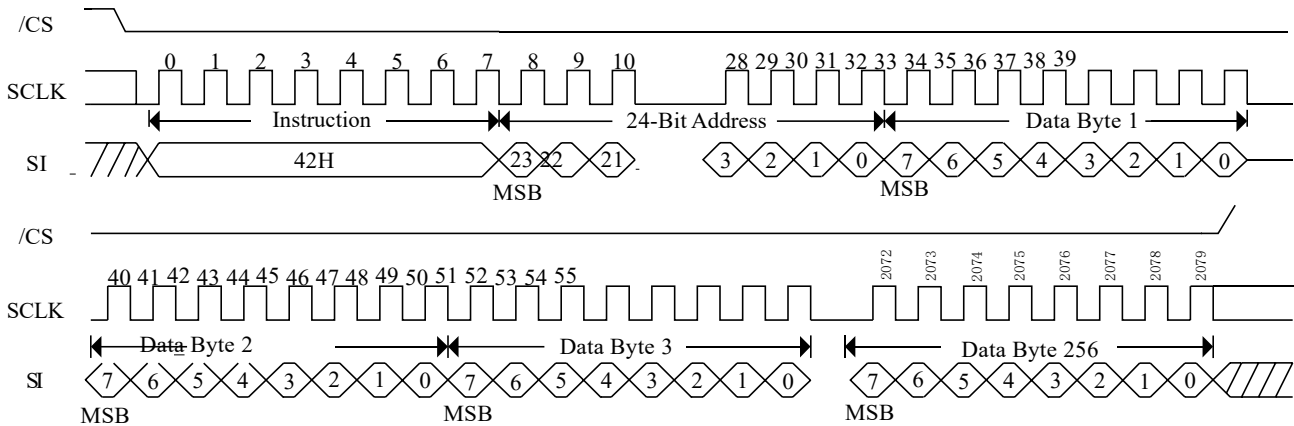 /CS
0 1 2 3 4 5 6 7 8 9 10 28 29 30 31 32 33 34 35 36 37 38 39
SCLK
Instruction 24-Bit Address Data Byte 1
SI 42H 23 22 21 3 2 1 0 7 6 5 4 3 2 1 0
MSB MSB
/CS
40 41 42 43 44 45 46 47 48 49 50 51 52 53 54 55 2072 2073 2074 2075 2076 2077 2078 2079
SCLK
Data Byte 2 Data Byte 3 Data Byte 256
SI 7 6 5 4 3 2 1 0 7 6 5 4 3 2 1 0 7 6 5 4 3 2 1 0
MSB MSB MSB